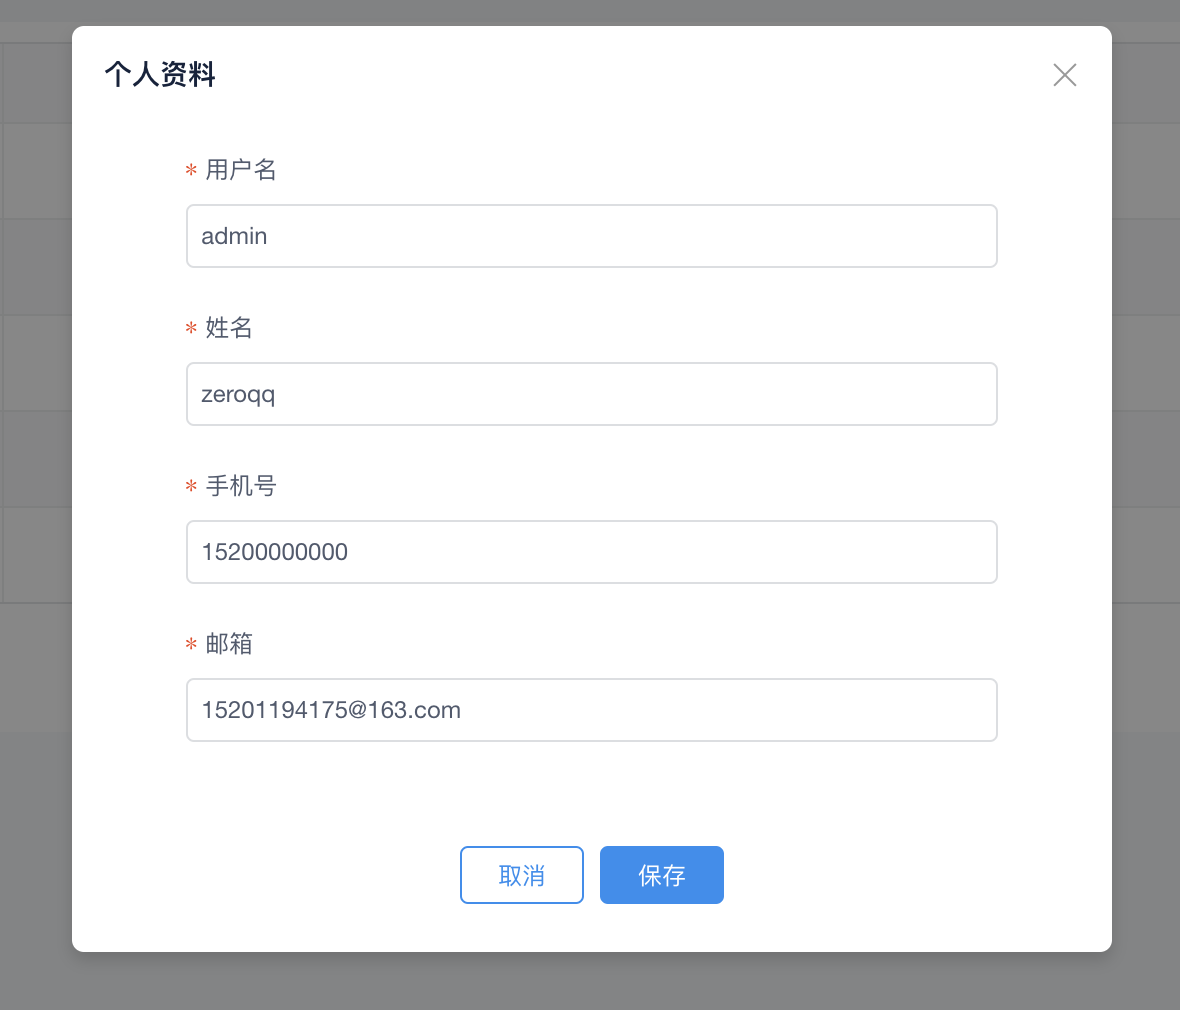 个人资料
* 用户名
admin
* 姓名
zeroqq
* 手机号
15200000000
* 邮箱
15201194175@163.com
取消 保存